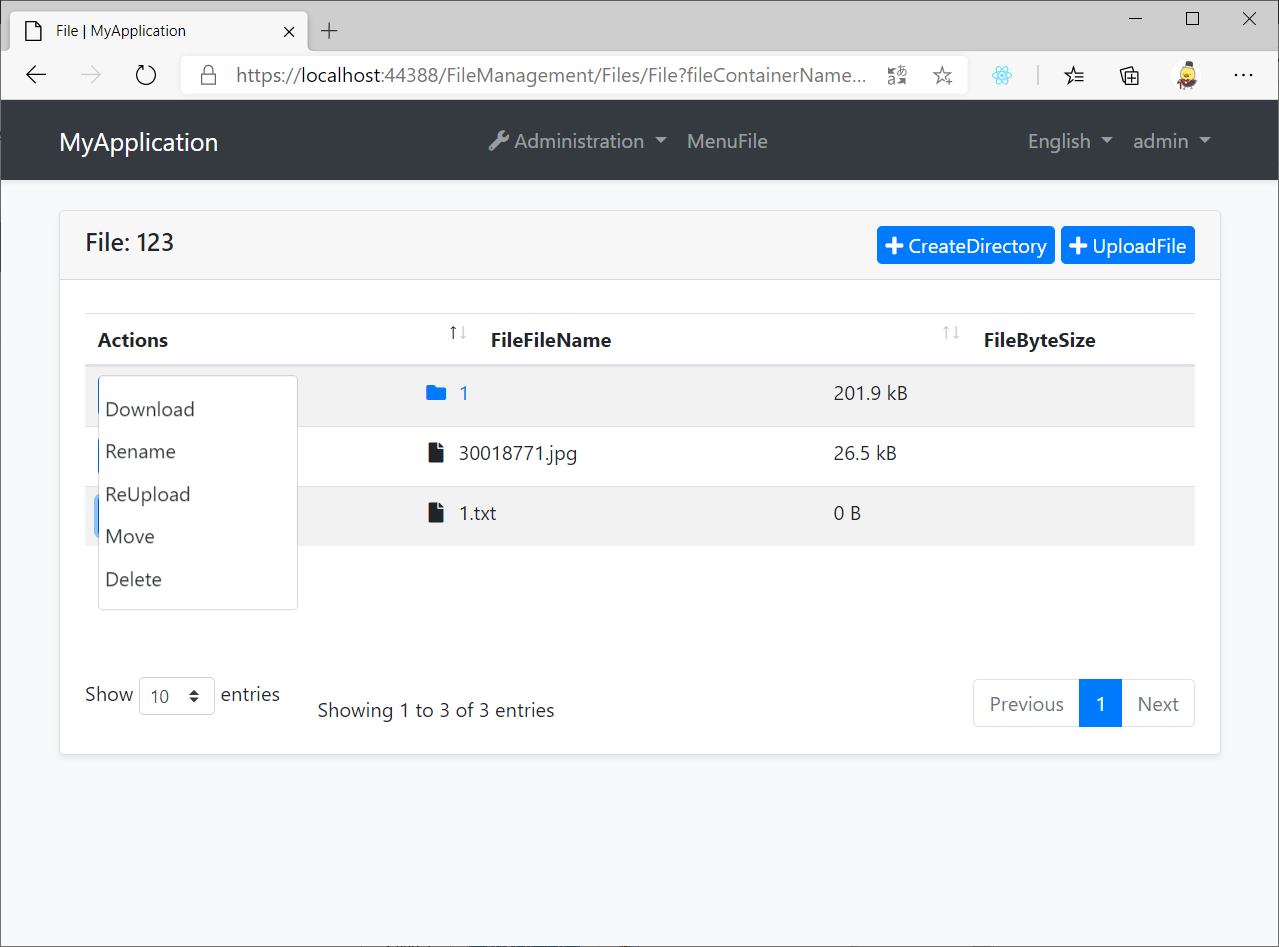 File | MyApplication
https://localhost:44388/FileManagement/Files/File?fileContainerName...
MyApplication Administration MenuFile English admin
File: 123 CreateDirectory UploadFile
Actions FileFileName FileByteSize
1 201.9 kB
30018771.jpg 26.5 kB
1.txt 0 B
Download
Rename
ReUpload
Move
Delete
Show 10 entries Showing 1 to 3 of 3 entries Previous 1 Next